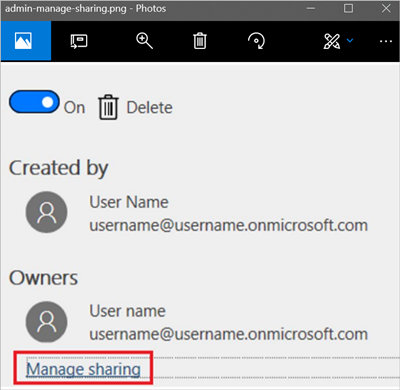 admin-manage-sharing.png - Photos
On Delete
Created by
User Name
username@username.onmicrosoft.com
Owners
User name
username@username.onmicrosoft.com
Manage sharing